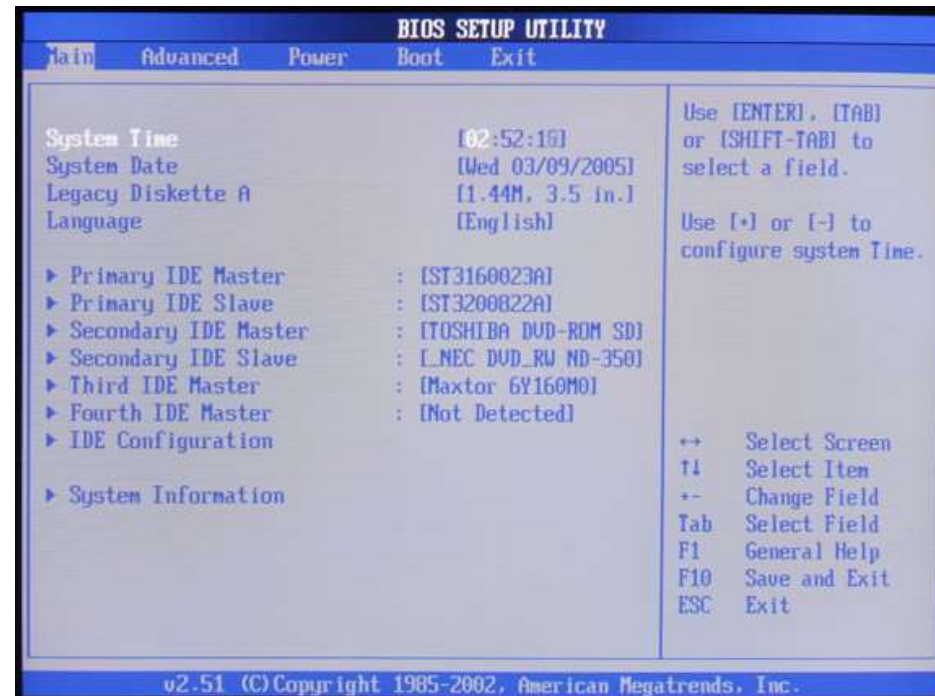 BIOS SETUP UTILITY
Main Advanced Power Boot Exit
System Time [02:52:18]
System Date [Wed 03/09/2005]
Legacy Diskette A [1.44M, 3.5 in.]
Language [English]
▶ Primary IDE Master : [ST3160023A]
▶ Primary IDE Slave : [ST3200822A]
▶ Secondary IDE Master : [TOSHIBA DVD-ROM SD]
▶ Secondary IDE Slave : [_NEC DVD_RW ND-350]
▶ Third IDE Master : [Maxtor 6Y160M0]
▶ Fourth IDE Master : [Not Detected]
▶ IDE Configuration
▶ System Information
Use [ENTER], [TAB]
or [SHIFT-TAB] to
select a field.
Use [+] or [-] to
configure system Time.
↔ Select Screen
↑↓ Select Item
+- Change Field
Tab Select Field
F1 General Help
F10 Save and Exit
ESC Exit
v2.51 (C)Copyright 1985-2002, American Megatrends, Inc.